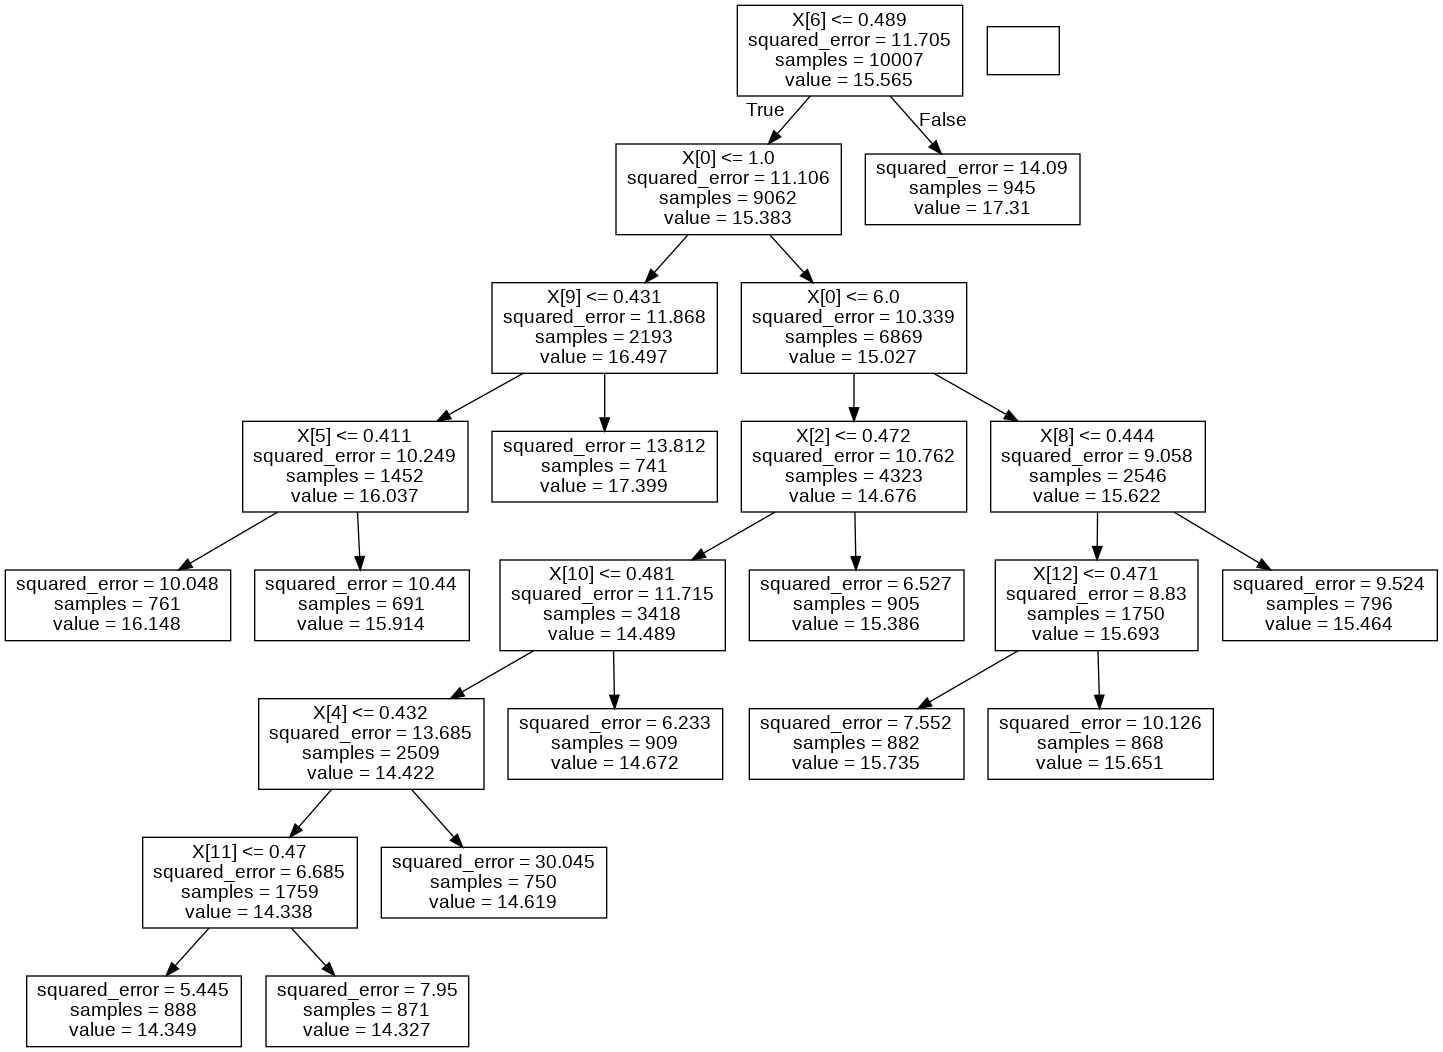 X[6] <= 0.489
squared_error = 11.705
samples = 10007
value = 15.565
True
False
X[0] <= 1.0
squared_error = 11.106
samples = 9062
value = 15.383
squared_error = 14.09
samples = 945
value = 17.31
X[9] <= 0.431
squared_error = 11.868
samples = 2193
value = 16.497
X[0] <= 6.0
squared_error = 10.339
samples = 6869
value = 15.027
X[5] <= 0.411
squared_error = 10.249
samples = 1452
value = 16.037
squared_error = 13.812
samples = 741
value = 17.399
X[2] <= 0.472
squared_error = 10.762
samples = 4323
value = 14.676
X[8] <= 0.444
squared_error = 9.058
samples = 2546
value = 15.622
squared_error = 10.048
samples = 761
value = 16.148
squared_error = 10.44
samples = 691
value = 15.914
X[10] <= 0.481
squared_error = 11.715
samples = 3418
value = 14.489
squared_error = 6.527
samples = 905
value = 15.386
X[12] <= 0.471
squared_error = 8.83
samples = 1750
value = 15.693
squared_error = 9.524
samples = 796
value = 15.464
X[4] <= 0.432
squared_error = 13.685
samples = 2509
value = 14.422
squared_error = 6.233
samples = 909
value = 14.672
squared_error = 7.552
samples = 882
value = 15.735
squared_error = 10.126
samples = 868
value = 15.651
X[11] <= 0.47
squared_error = 6.685
samples = 1759
value = 14.338
squared_error = 30.045
samples = 750
value = 14.619
squared_error = 5.445
samples = 888
value = 14.349
squared_error = 7.95
samples = 871
value = 14.327